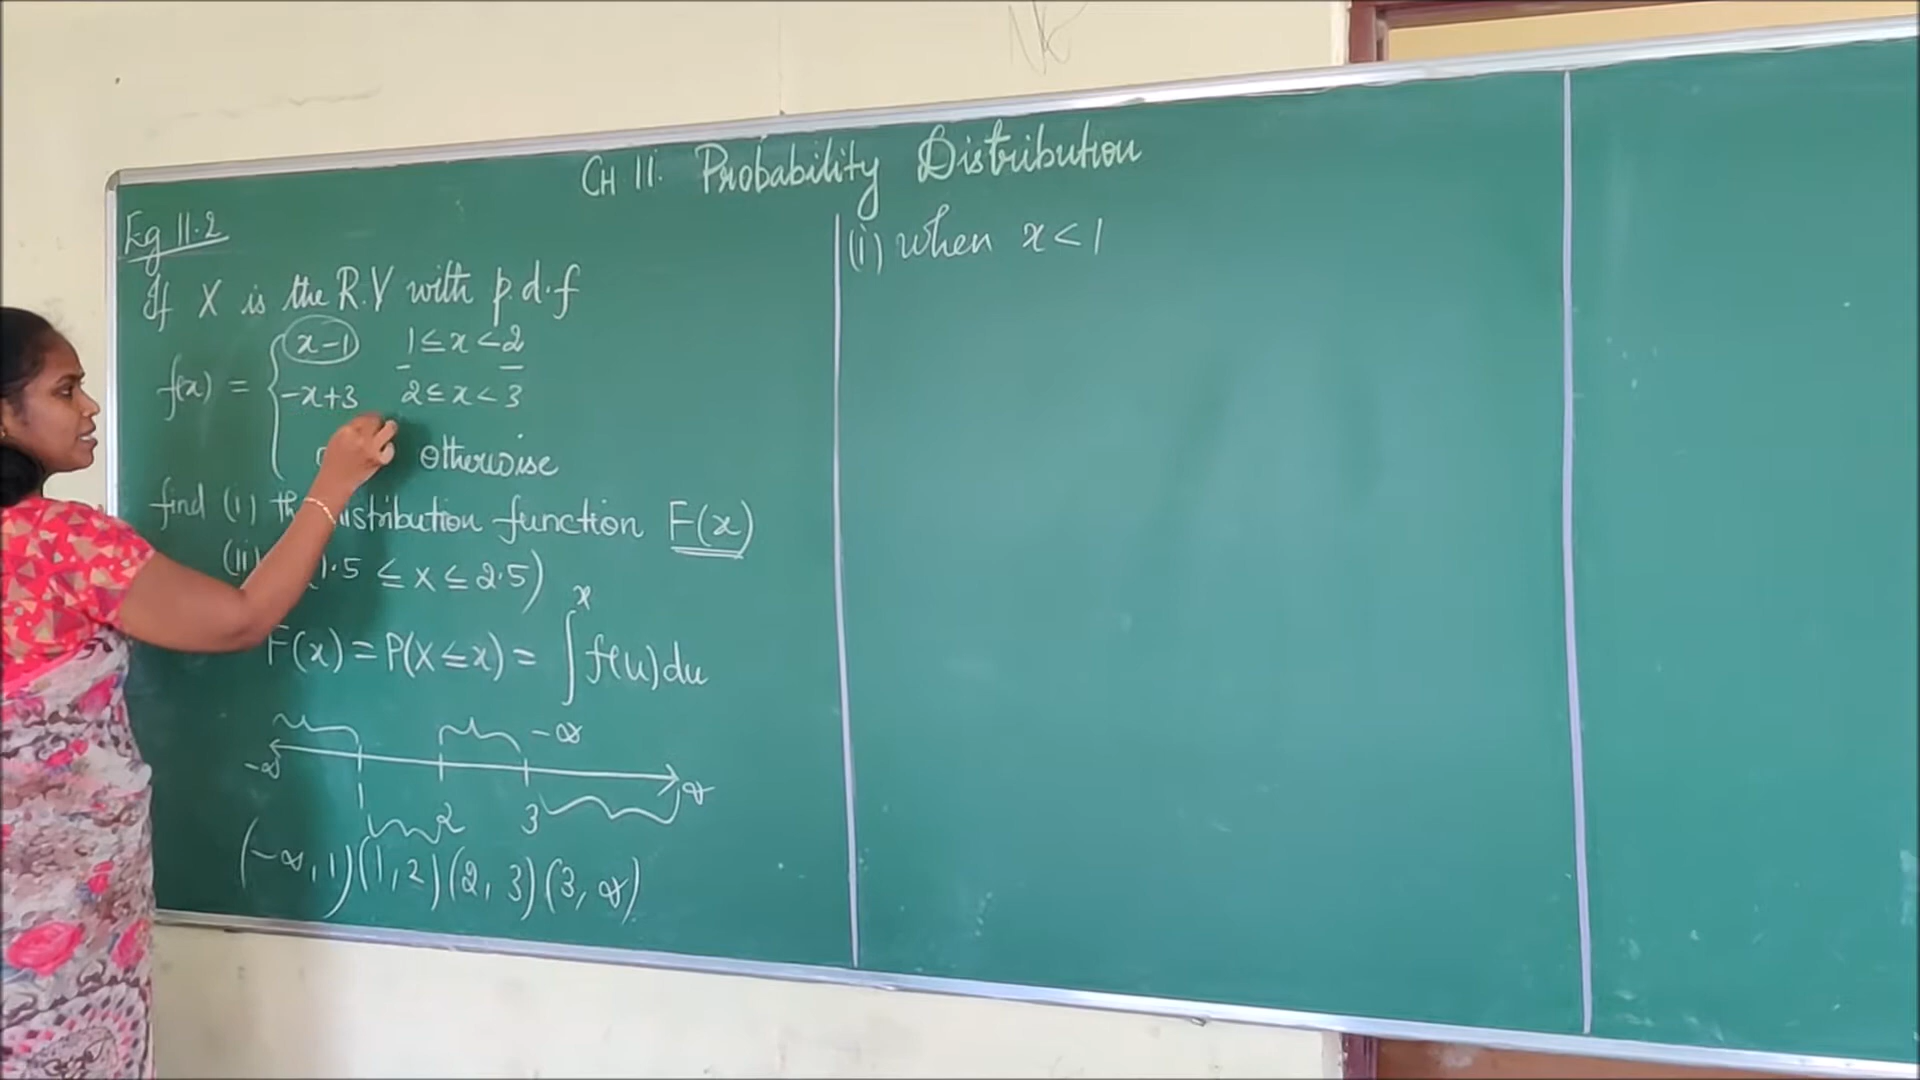 CH 11. Probability Distribution
Eg 11.2
If X is the R.V with p.d.f
f(x) = { x-1 1 ≤ x < 2
-x+3 2 ≤ x < 3
otherwise
find (i) distribution function F(x)
(ii) 1.5 ≤ X ≤ 2.5)
F(x) = P(X ≤ x) = ∫_{-∞}^{x} f(u) du
-∞ 1 2 3 ∞
(-∞, 1) (1, 2) (2, 3) (3, ∞)
(i) when x < 1